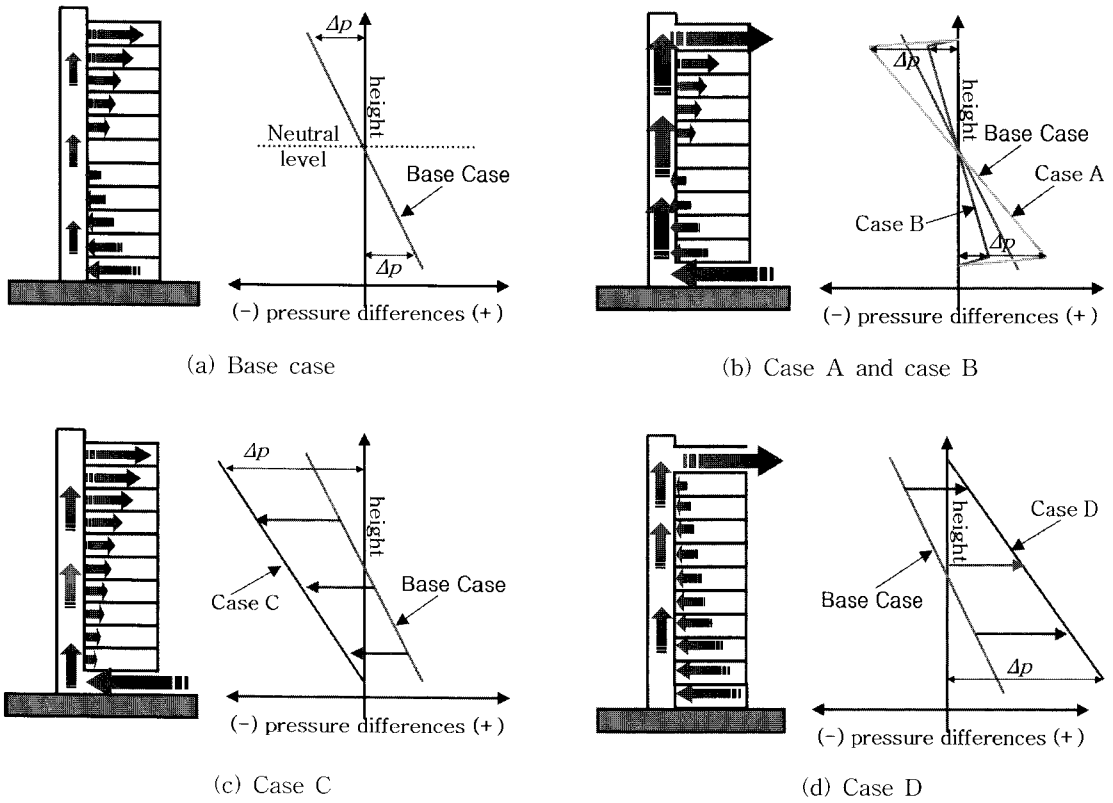 Δp
height
Neutral
level
Base Case
Δp
(-) pressure differences (+)
(a) Base case
Δp
height
Base Case
Case A
Case B
Δp
(-) pressure differences (+)
(b) Case A and case B
Δp
height
Case C
Base Case
(-) pressure differences (+)
(c) Case C
height
Case D
Base Case
Δp
(-) pressure differences (+)
(d) Case D